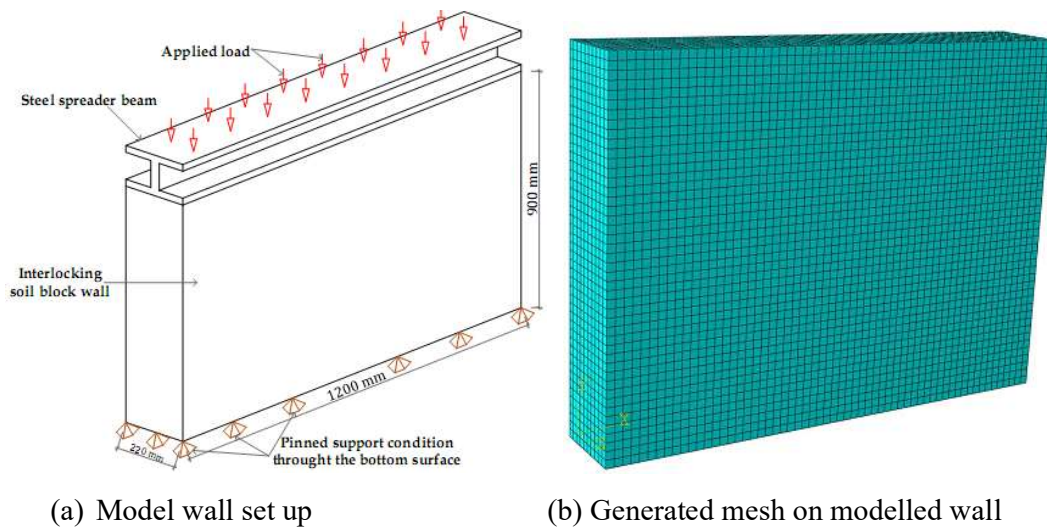 Applied load
Steel spreader beam
900 mm
Interlocking
soil block wall
1200 mm
220 mm
Pinned support condition
throught the bottom surface
X
(a) Model wall set up
(b) Generated mesh on modelled wall